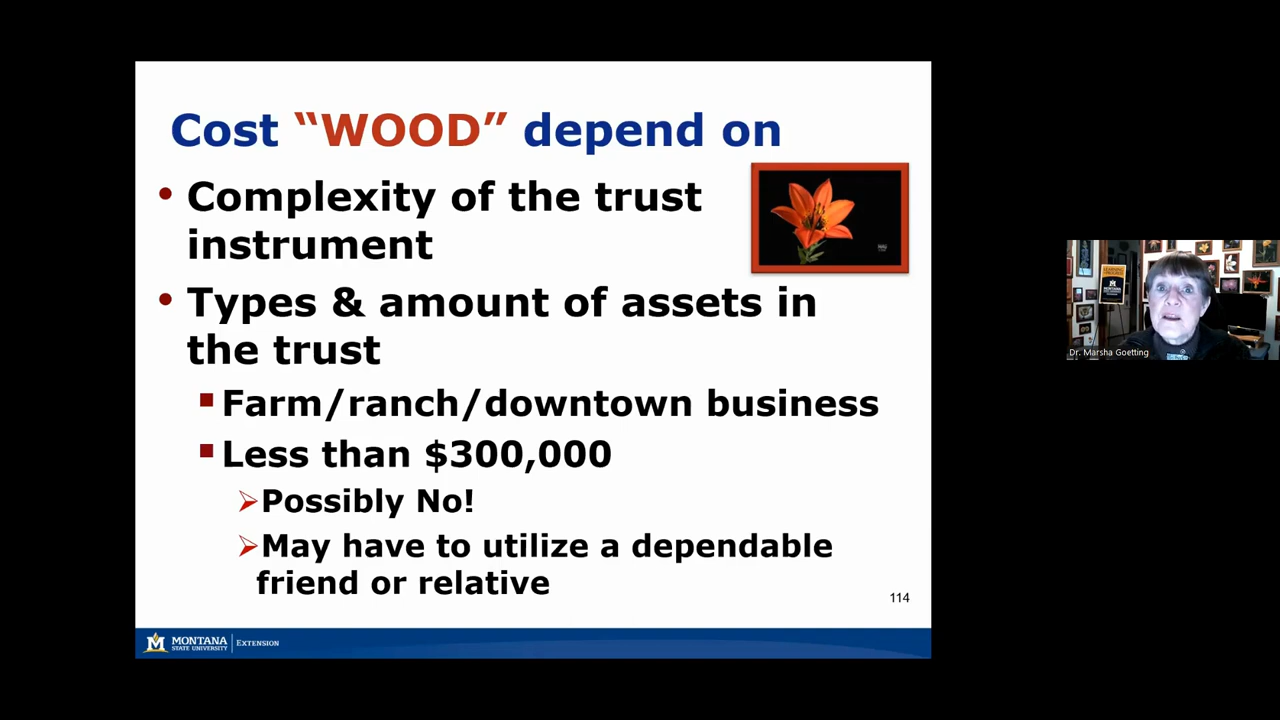 Cost “WOOD” depend on
• Complexity of the trust
instrument
• Types & amount of assets in
the trust
▪ Farm/ranch/downtown business
▪ Less than $300,000
➢ Possibly No!
➢ May have to utilize a dependable
friend or relative
114
M MONTANA
STATE UNIVERSITY
EXTENSION
Dr. Marsha Goetting